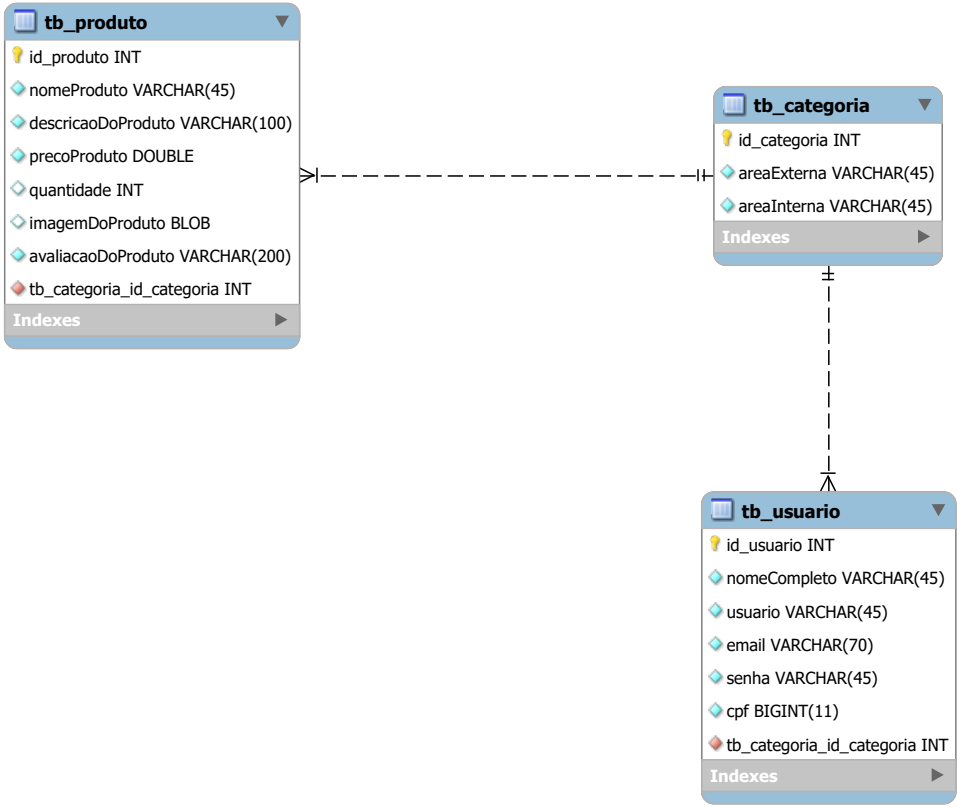 tb_produto
id_produto INT
nomeProduto VARCHAR(45)
descricaoDoProduto VARCHAR(100)
precoProduto DOUBLE
quantidade INT
imagemDoProduto BLOB
avaliacaoDoProduto VARCHAR(200)
tb_categoria_id_categoria INT
Indexes
tb_categoria
id_categoria INT
areaExterna VARCHAR(45)
areaInterna VARCHAR(45)
Indexes
tb_usuario
id_usuario INT
nomeCompleto VARCHAR(45)
usuario VARCHAR(45)
email VARCHAR(70)
senha VARCHAR(45)
cpf BIGINT(11)
tb_categoria_id_categoria INT
Indexes